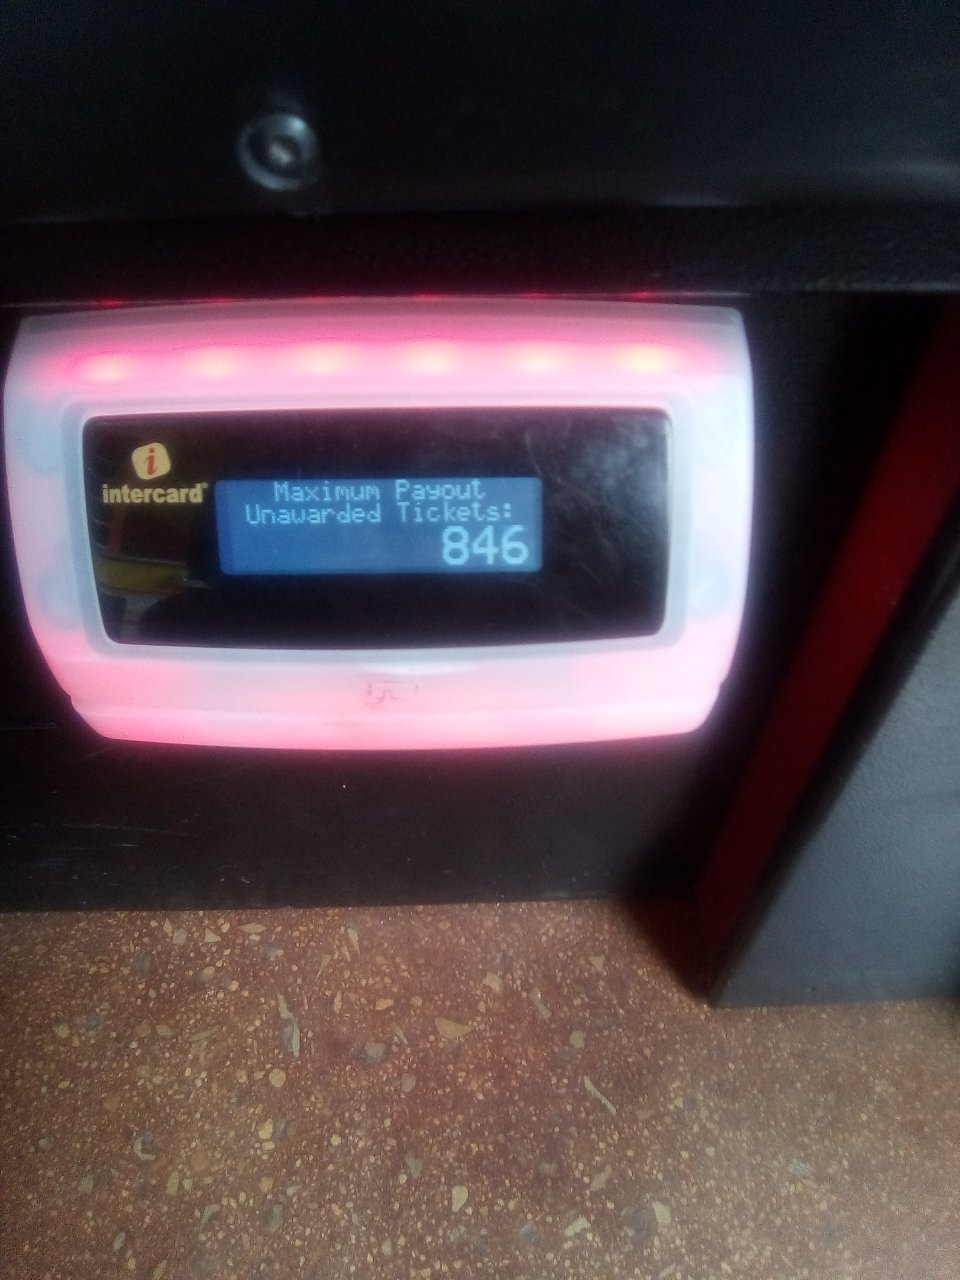 i
intercard®
Maximum Payout
Unawarded Tickets:
846